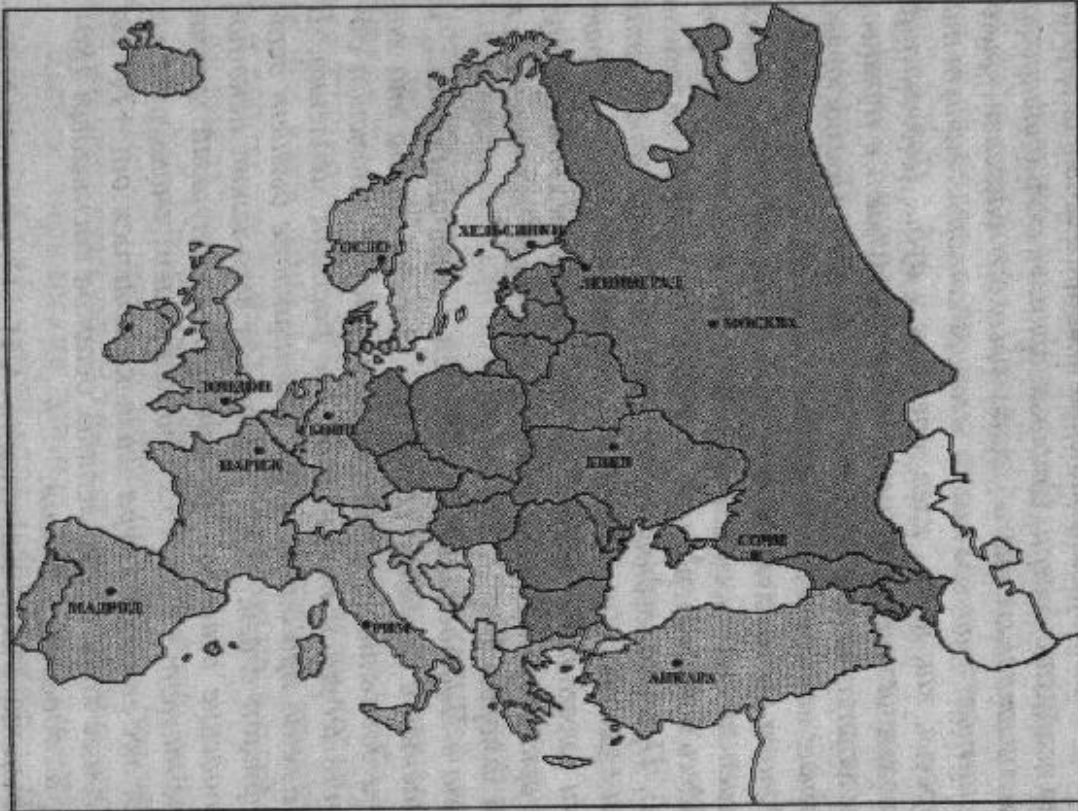 ХЕЛЬСИНКИ
ОСЛО
ЛЕНИНГРАД
МОСКВА
ЛОНДОН
БОНН
ПАРИЖ
КИЕВ
СОЧИ
МАДРИД
РИМ
АНКАРА